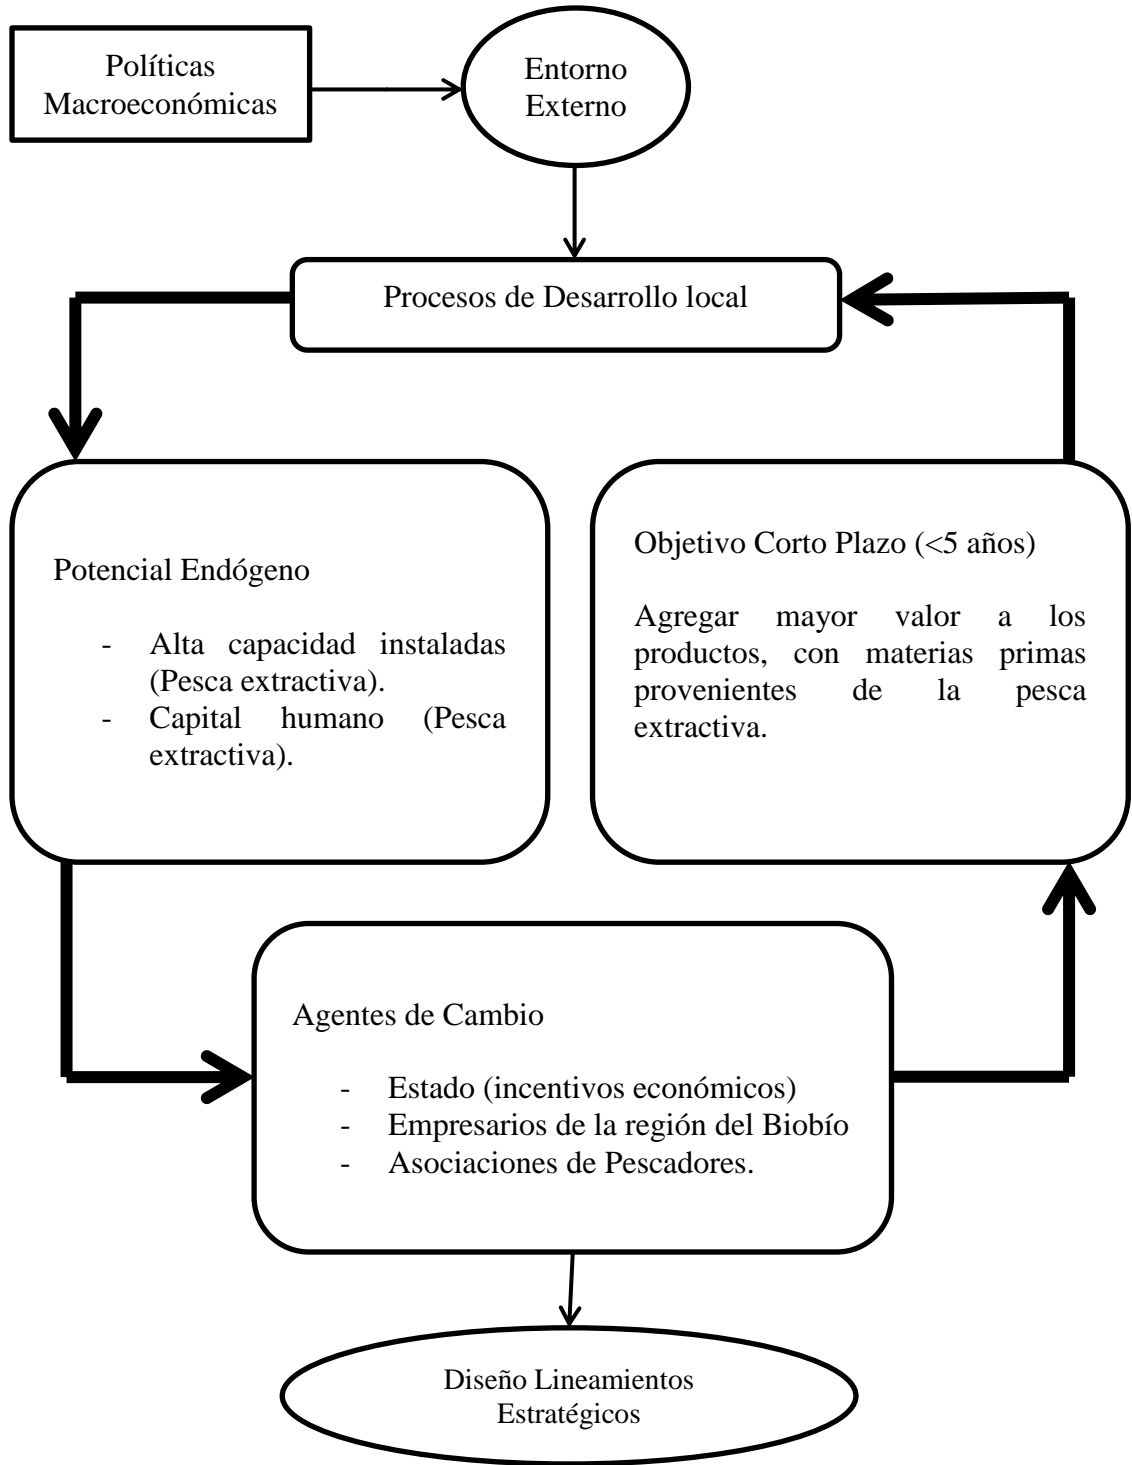 Políticas
Macroeconómicas
Entorno
Externo
Procesos de Desarrollo local
Potencial Endógeno
- Alta capacidad instaladas
(Pesca extractiva).
- Capital humano (Pesca
extractiva).
Objetivo Corto Plazo (<5 años)
Agregar mayor valor a los
productos, con materias primas
provenientes de la pesca
extractiva.
Agentes de Cambio
- Estado (incentivos económicos)
- Empresarios de la región del Biobío
- Asociaciones de Pescadores.
Diseño Lineamientos
Estratégicos